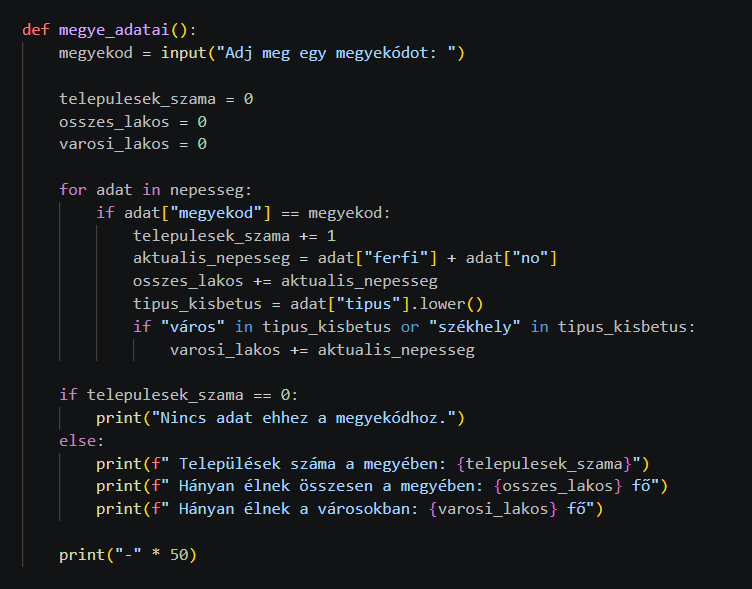 def megye_adatai():
    megyekod = input("Adj meg egy megyekódot: ")

    telepulesek_szama = 0
    osszes_lakos = 0
    varosi_lakos = 0

    for adat in nepesseg:
        if adat["megyekod"] == megyekod:
            telepulesek_szama += 1
            aktualis_nepesseg = adat["ferfi"] + adat["no"]
            osszes_lakos += aktualis_nepesseg
            tipus_kisbetus = adat["tipus"].lower()
            if "város" in tipus_kisbetus or "székhely" in tipus_kisbetus:
                varosi_lakos += aktualis_nepesseg

    if telepulesek_szama == 0:
        print("Nincs adat ehhez a megyekódhoz.")
    else:
        print(f" Települések száma a megyében: {telepulesek_szama}")
        print(f" Hányan élnek összesen a megyében: {osszes_lakos} fő")
        print(f" Hányan élnek a városokban: {varosi_lakos} fő")

    print("-" * 50)